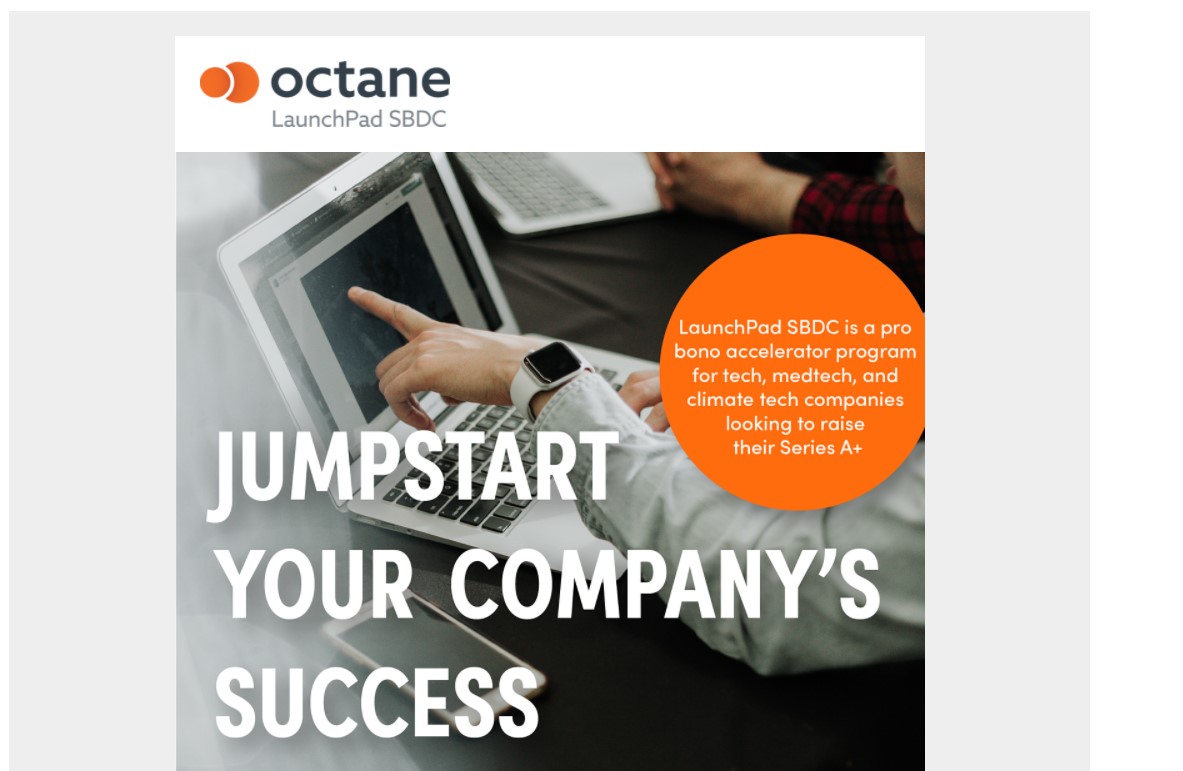 octane
LaunchPad SBDC
LaunchPad SBDC is a pro
bono accelerator program
for tech, medtech, and
climate tech companies
looking to raise
their Series A+
JUMPSTART
YOUR COMPANY’S
SUCCESS